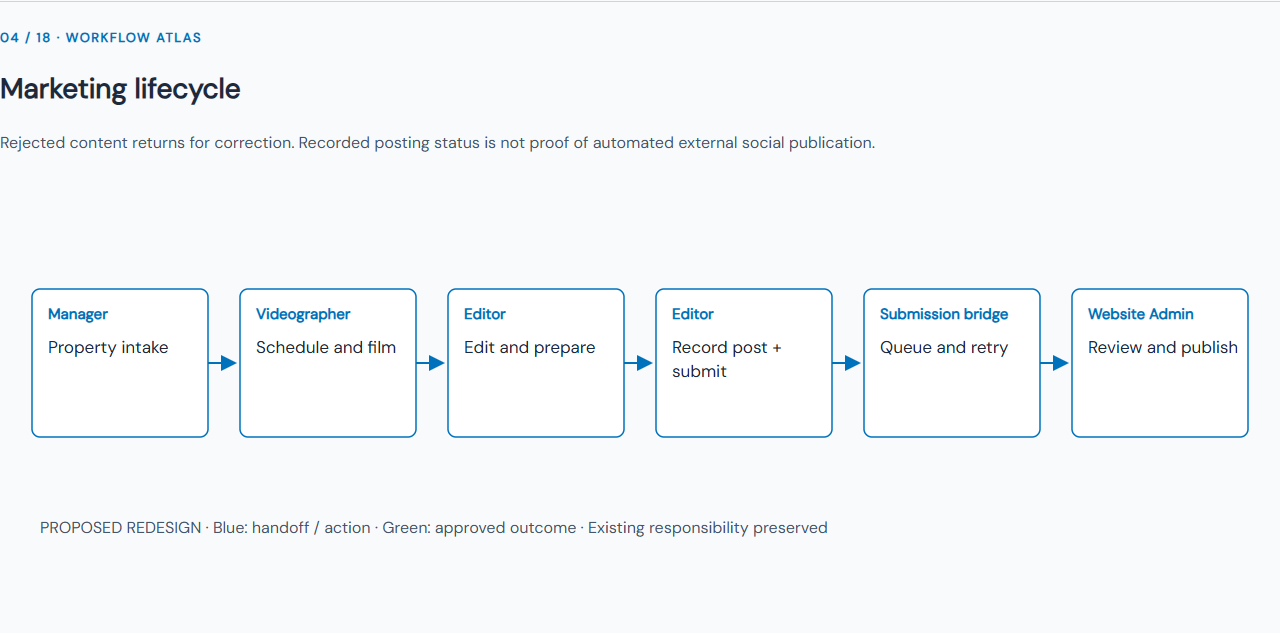 04 / 18 · WORKFLOW ATLAS
Marketing lifecycle
Rejected content returns for correction. Recorded posting status is not proof of automated external social publication.
Manager
Property intake
Videographer
Schedule and film
Editor
Edit and prepare
Editor
Record post +
submit
Submission bridge
Queue and retry
Website Admin
Review and publish
PROPOSED REDESIGN · Blue: handoff / action · Green: approved outcome · Existing responsibility preserved